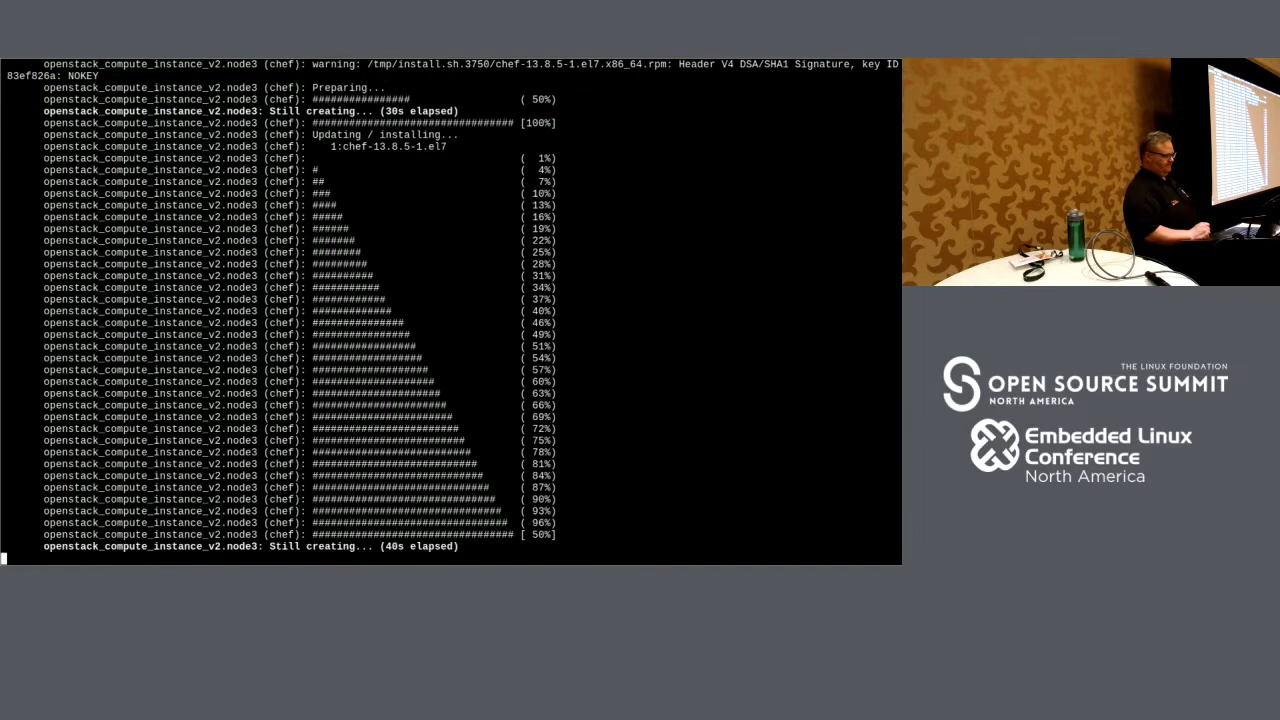 openstack_compute_instance_v2.node3 (chef): warning: /tmp/install.sh.3750/chef-13.8.5-1.el7.x86_64.rpm: Header V4 DSA/SHA1 Signature, key ID
83ef826a: NOKEY
openstack_compute_instance_v2.node3 (chef): Preparing...
openstack_compute_instance_v2.node3 (chef): ################ ( 50%)
openstack_compute_instance_v2.node3: Still creating... (30s elapsed)
openstack_compute_instance_v2.node3 (chef): ################################# [100%]
openstack_compute_instance_v2.node3 (chef): Updating / installing...
openstack_compute_instance_v2.node3 (chef): 1:chef-13.8.5-1.el7
openstack_compute_instance_v2.node3 (chef): 1%)
openstack_compute_instance_v2.node3 (chef): # ( 4%)
openstack_compute_instance_v2.node3 (chef): ## ( 7%)
openstack_compute_instance_v2.node3 (chef): ### ( 10%)
openstack_compute_instance_v2.node3 (chef): #### ( 13%)
openstack_compute_instance_v2.node3 (chef): ##### ( 16%)
openstack_compute_instance_v2.node3 (chef): ###### ( 19%)
openstack_compute_instance_v2.node3 (chef): ####### ( 22%)
openstack_compute_instance_v2.node3 (chef): ######## ( 25%)
openstack_compute_instance_v2.node3 (chef): ######### ( 28%)
openstack_compute_instance_v2.node3 (chef): ########## ( 31%)
openstack_compute_instance_v2.node3 (chef): ########### ( 34%)
openstack_compute_instance_v2.node3 (chef): ############ ( 37%)
openstack_compute_instance_v2.node3 (chef): ############# ( 40%)
openstack_compute_instance_v2.node3 (chef): ############### ( 46%)
openstack_compute_instance_v2.node3 (chef): ################ ( 49%)
openstack_compute_instance_v2.node3 (chef): ################# ( 51%)
openstack_compute_instance_v2.node3 (chef): ################## ( 54%)
openstack_compute_instance_v2.node3 (chef): ################### ( 57%)
openstack_compute_instance_v2.node3 (chef): #################### ( 60%)
openstack_compute_instance_v2.node3 (chef): ##################### ( 63%)
openstack_compute_instance_v2.node3 (chef): ###################### ( 66%)
openstack_compute_instance_v2.node3 (chef): ####################### ( 69%)
openstack_compute_instance_v2.node3 (chef): ######################## ( 72%)
openstack_compute_instance_v2.node3 (chef): ######################### ( 75%)
openstack_compute_instance_v2.node3 (chef): ########################## ( 78%)
openstack_compute_instance_v2.node3 (chef): ########################### ( 81%)
openstack_compute_instance_v2.node3 (chef): ############################ ( 84%)
openstack_compute_instance_v2.node3 (chef): ############################# ( 87%)
openstack_compute_instance_v2.node3 (chef): ############################## ( 90%)
openstack_compute_instance_v2.node3 (chef): ############################### ( 93%)
openstack_compute_instance_v2.node3 (chef): ################################ ( 96%)
openstack_compute_instance_v2.node3 (chef): ################################# [ 50%]
openstack_compute_instance_v2.node3: Still creating... (40s elapsed)
THE LINUX FOUNDATION
OPEN SOURCE SUMMIT
NORTH AMERICA
Embedded Linux
Conference
North America